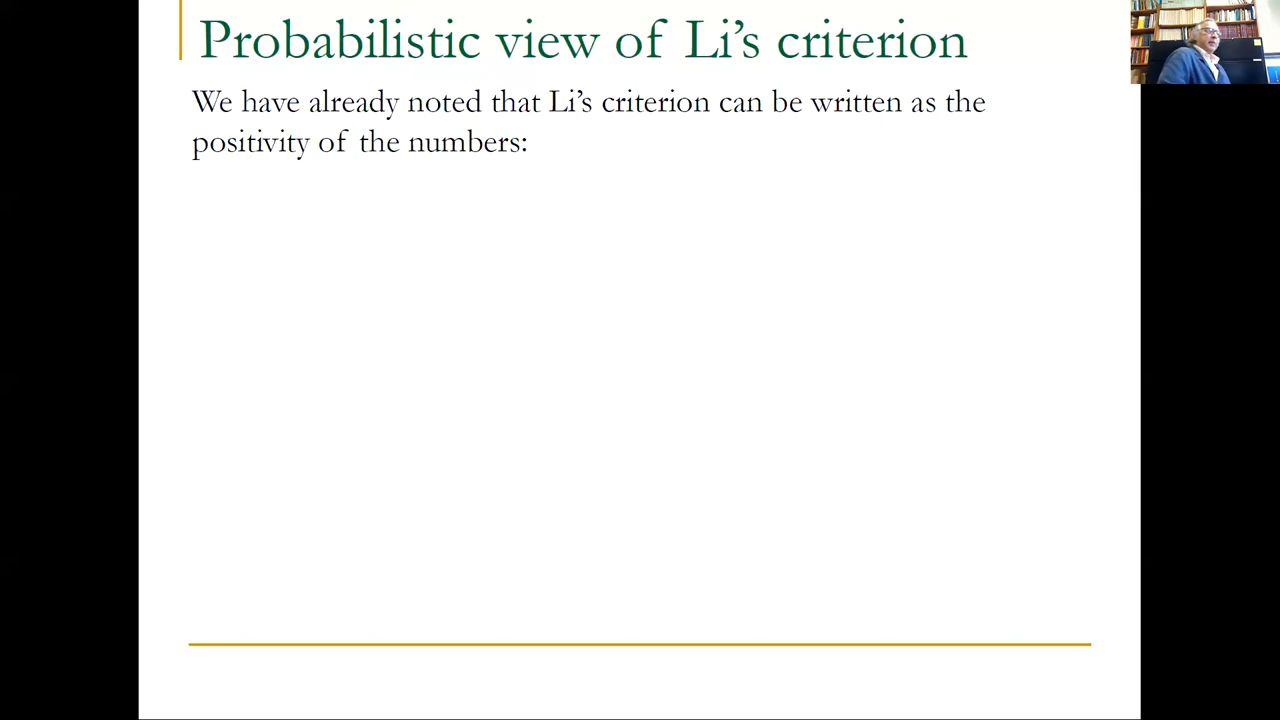 Probabilistic view of Li’s criterion
We have already noted that Li’s criterion can be written as the
positivity of the numbers: